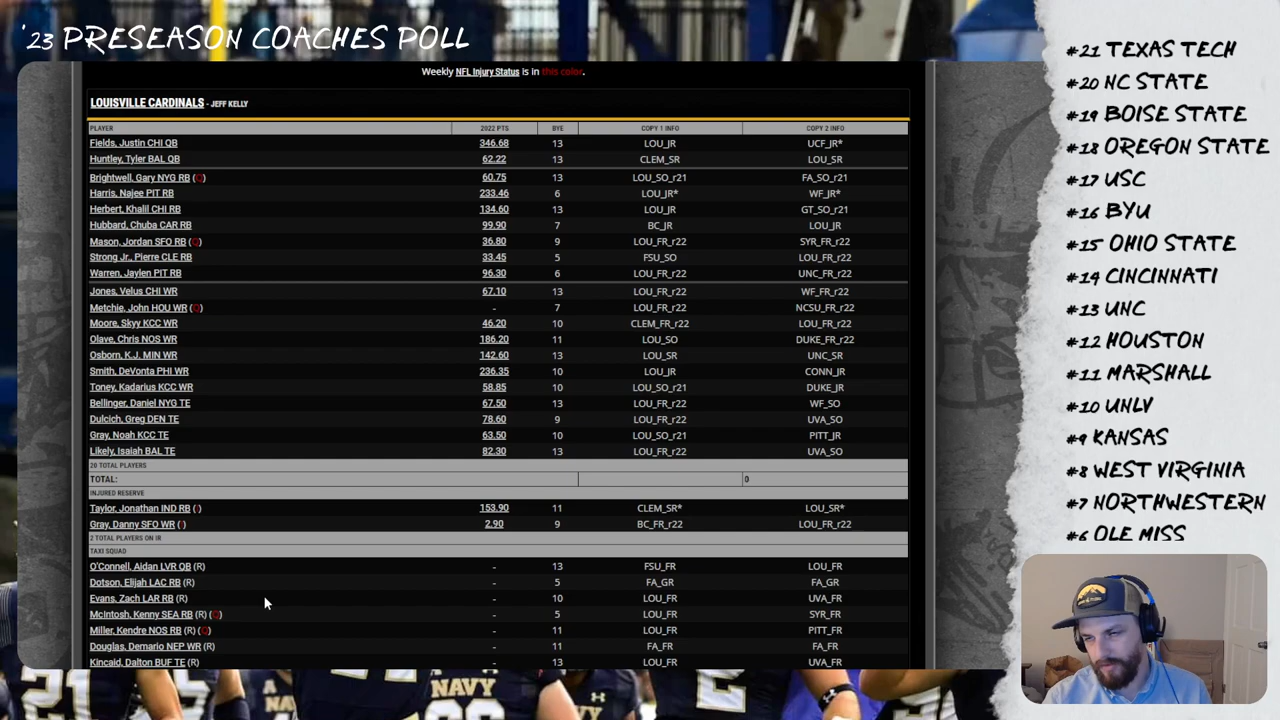 '23 PRESEASON COACHES POLL
Weekly NFL Injury Status is in this color.
LOUISVILLE CARDINALS - JEFF KELLY
PLAYER 2022 PTS BYE COPY 1 INFO COPY 2 INFO
Fields, Justin CHI QB 346.68 13 LOU_JR UCF_JR*
Huntley, Tyler BAL QB 62.22 13 CLEM_SR LOU_SR
Brightwell, Gary NYG RB (Q) 60.75 13 LOU_SO_r21 FA_SO_r21
Harris, Najee PIT RB 233.46 6 LOU_JR* WF_JR*
Herbert, Khalil CHI RB 134.60 13 LOU_JR GT_SO_r21
Hubbard, Chuba CAR RB 99.90 7 BC_JR LOU_JR
Mason, Jordan SFO RB (Q) 36.80 9 LOU_FR_r22 SYR_FR_r22
Strong Jr., Pierre CLE RB 33.45 5 FSU_SO LOU_FR_r22
Warren, Jaylen PIT RB 96.30 6 LOU_FR_r22 UNC_FR_r22
Jones, Velus CHI WR 67.10 13 LOU_FR_r22 WF_FR_r22
Metchie, John HOU WR (Q) - 7 LOU_FR_r22 NCSU_FR_r22
Moore, Skyy KCC WR 46.20 10 CLEM_FR_r22 LOU_FR_r22
Olave, Chris NOS WR 186.20 11 LOU_SO DUKE_FR_r22
Osborn, K.J. MIN WR 142.60 13 LOU_SR UNC_SR
Smith, DeVonta PHI WR 236.35 10 LOU_JR CONN_JR
Toney, Kadarius KCC WR 58.85 10 LOU_SO_r21 DUKE_JR
Bellinger, Daniel NYG TE 67.50 13 LOU_FR_r22 WF_SO
Dulcich, Greg DEN TE 78.60 9 LOU_FR_r22 UVA_SO
Gray, Noah KCC TE 63.50 10 LOU_SO_r21 PITT_JR
Likely, Isaiah BAL TE 82.30 13 LOU_FR_r22 UVA_SO
20 TOTAL PLAYERS
TOTAL: 0
INJURED RESERVE
Taylor, Jonathan IND RB (I) 153.90 11 CLEM_SR* LOU_SR*
Gray, Danny SFO WR (I) 2.90 9 BC_FR_r22 LOU_FR_r22
2 TOTAL PLAYERS ON IR
TAXI SQUAD
O'Connell, Aidan LVR QB (R) - 13 FSU_FR LOU_FR
Dotson, Elijah LAC RB (R) - 5 FA_GR FA_GR
Evans, Zach LAR RB (R) - 10 LOU_FR UVA_FR
McIntosh, Kenny SEA RB (R) (Q) - 5 LOU_FR SYR_FR
Miller, Kendre NOS RB (R) (Q) - 11 LOU_FR PITT_FR
Douglas, Demario NEP WR (R) - 11 FA_FR FA_FR
Kincaid, Dalton BUF TE (R) - 13 LOU_FR UVA_FR
#21 TEXAS TECH
#20 NC STATE
#19 BOISE STATE
#18 OREGON STATE
#17 USC
#16 BYU
#15 OHIO STATE
#14 CINCINNATI
#13 UNC
#12 HOUSTON
#11 MARSHALL
#10 UNLV
#9 KANSAS
#8 WEST VIRGINIA
#7 NORTHWESTERN
#6 OLE MISS
21
NAVY
NAVY
2
NAVY